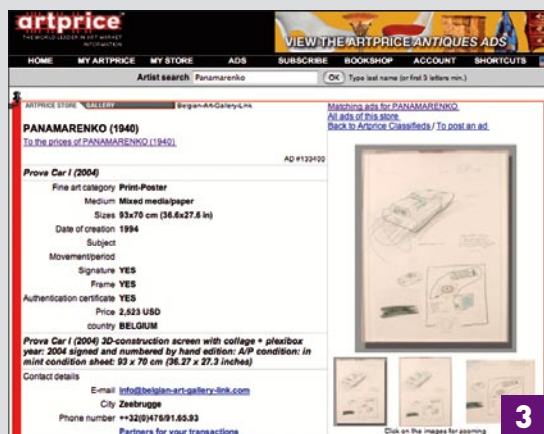 artprice™
THE WORLD LEADER IN ART MARKET
INFORMATION
VIEW THE ARTPRICE ANTIQUES ADS
HOME MY ARTPRICE MY STORE ADS SUBSCRIBE BOOKSHOP ACCOUNT SHORTCUTS
Artist search Panamarenko OK Type last name (or first 3 letters min.)
ARTPRICE STORE GALLERY Belgian-Art-Gallery-Link
Matching ads for PANAMARENKO
All ads of this store
Back to Artprice Classifieds / To post an ad
PANAMARENKO (1940)
To the prices of PANAMARENKO (1940)
AD #133400
Prova Car I (2004)
Fine art category Print-Poster
Medium Mixed media/paper
Sizes 93x70 cm (36.6x27.6 in)
Date of creation 1994
Subject
Movement/period
Signature YES
Frame YES
Authentication certificate YES
Price 2,523 USD
country BELGIUM
Prova Car I (2004) 3D-construction screen with collage + plexibox
year: 2004 signed and numbered by hand edition: A/P condition: in
mint condition sheet: 93 x 70 cm (36.27 x 27.3 inches)
Contact details
E-mail info@belgian-art-gallery-link.com
City Zeebrugge
Phone number ++32(0)476/91.65.93
Partners for your transactions
Click on the images for zooming
3